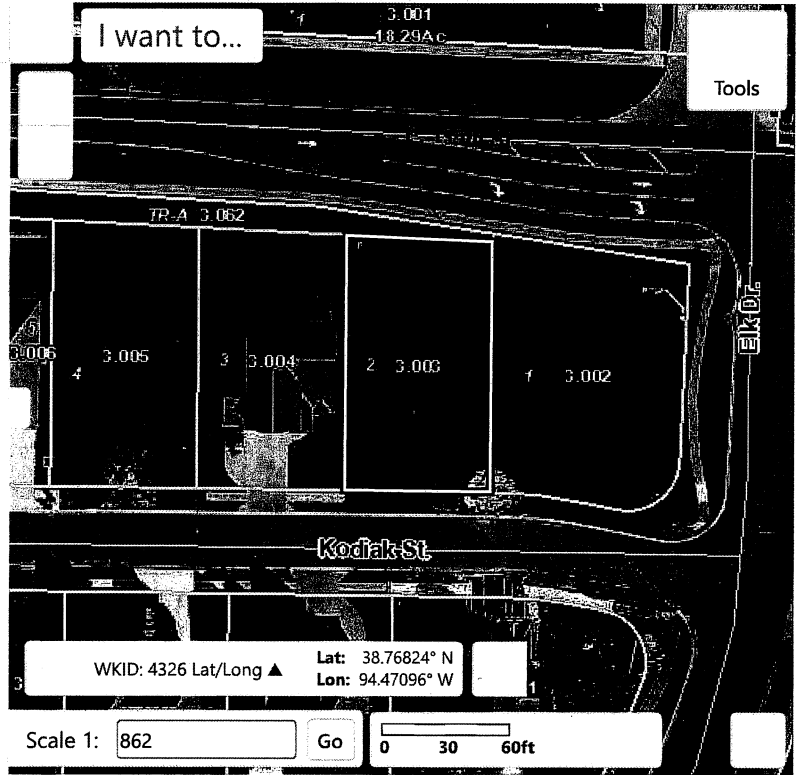 I want to...
3.001
18.29Ac
Tools
TR-A 3.062
Elk Dr.
3.006
4 3.005
3 3.004
2 3.003
1 3.002
Kodiak St.
WKID: 4326 Lat/Long ▲
Lat: 38.76824° N
Lon: 94.47096° W
3
1
Scale 1: 862 Go
0 30 60ft